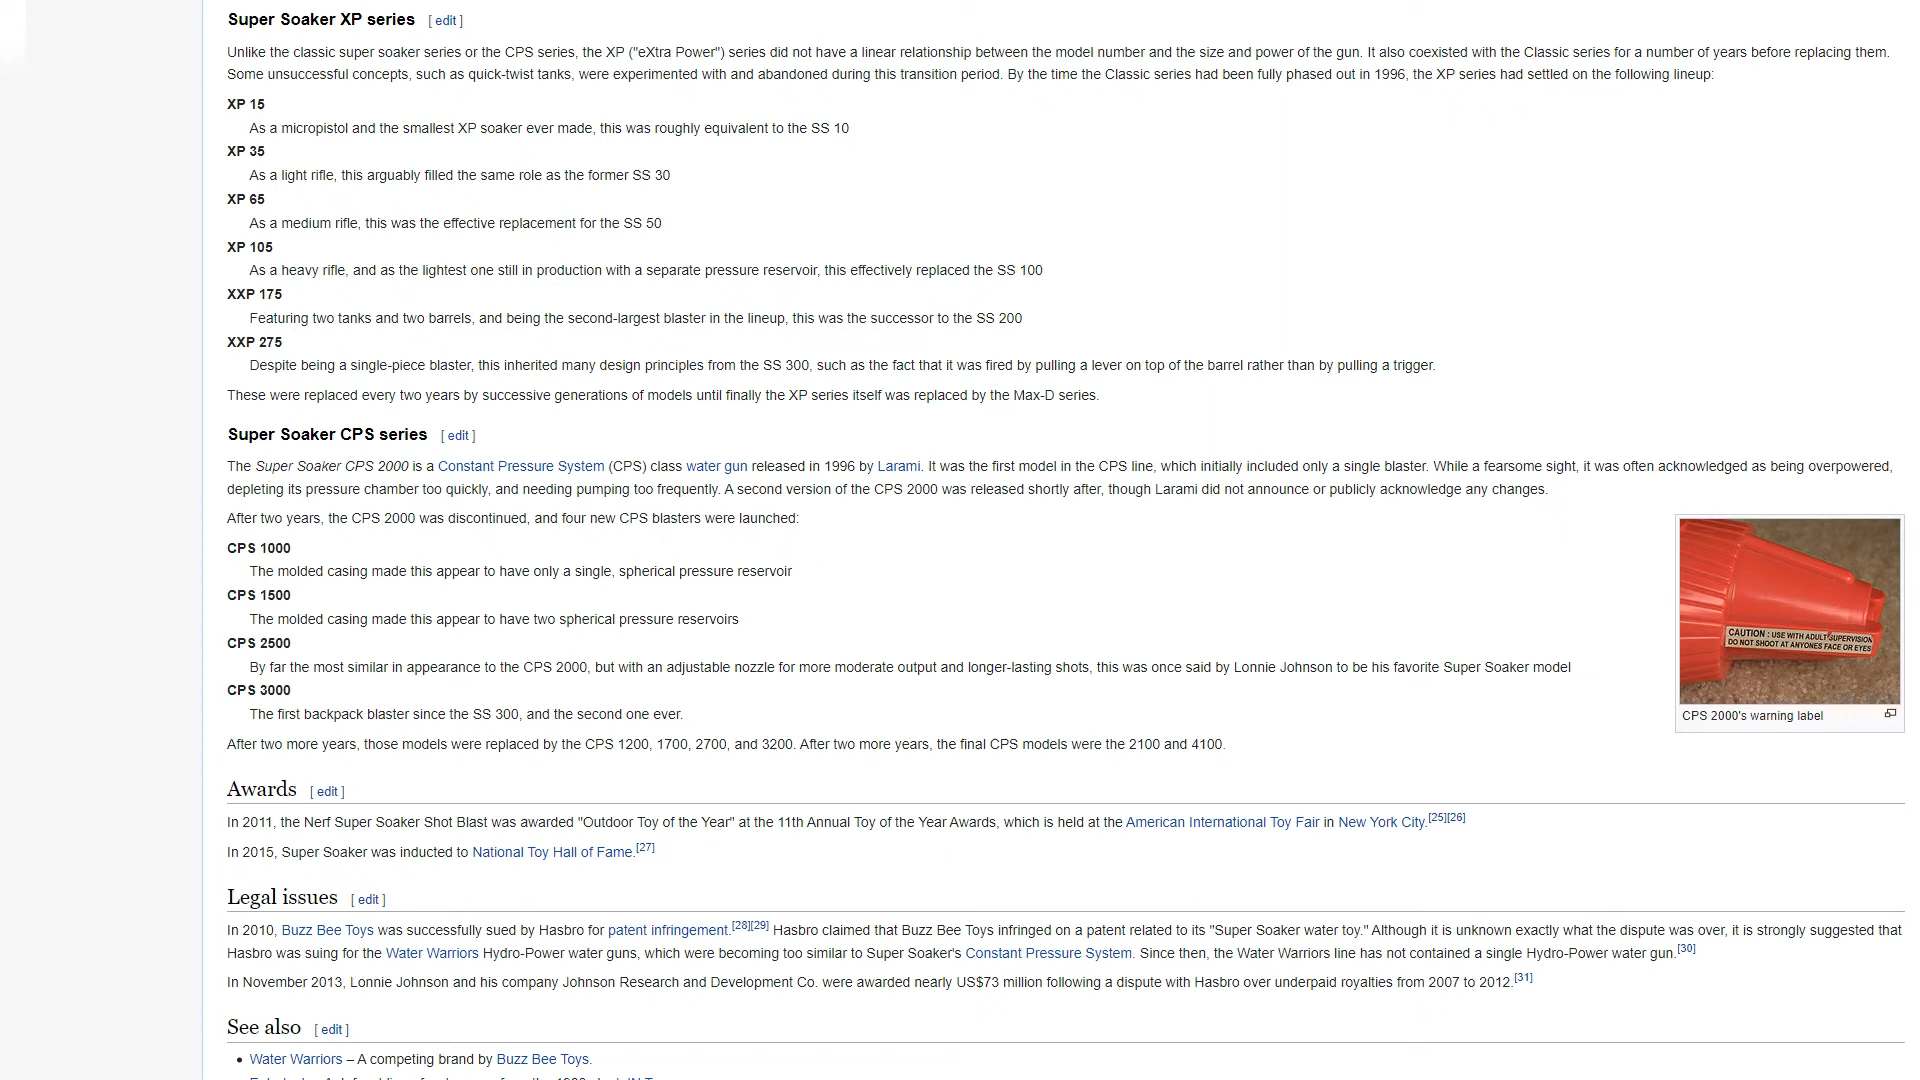 Super Soaker XP series [ edit ]
Unlike the classic super soaker series or the CPS series, the XP ("eXtra Power") series did not have a linear relationship between the model number and the size and power of the gun. It also coexisted with the Classic series for a number of years before replacing them.
Some unsuccessful concepts, such as quick-twist tanks, were experimented with and abandoned during this transition period. By the time the Classic series had been fully phased out in 1996, the XP series had settled on the following lineup:
XP 15
As a micropistol and the smallest XP soaker ever made, this was roughly equivalent to the SS 10
XP 35
As a light rifle, this arguably filled the same role as the former SS 30
XP 65
As a medium rifle, this was the effective replacement for the SS 50
XP 105
As a heavy rifle, and as the lightest one still in production with a separate pressure reservoir, this effectively replaced the SS 100
XXP 175
Featuring two tanks and two barrels, and being the second-largest blaster in the lineup, this was the successor to the SS 200
XXP 275
Despite being a single-piece blaster, this inherited many design principles from the SS 300, such as the fact that it was fired by pulling a lever on top of the barrel rather than by pulling a trigger.
These were replaced every two years by successive generations of models until finally the XP series itself was replaced by the Max-D series.
Super Soaker CPS series [ edit ]
The Super Soaker CPS 2000 is a Constant Pressure System (CPS) class water gun released in 1996 by Larami. It was the first model in the CPS line, which initially included only a single blaster. While a fearsome sight, it was often acknowledged as being overpowered,
depleting its pressure chamber too quickly, and needing pumping too frequently. A second version of the CPS 2000 was released shortly after, though Larami did not announce or publicly acknowledge any changes.
After two years, the CPS 2000 was discontinued, and four new CPS blasters were launched:
CPS 1000
The molded casing made this appear to have only a single, spherical pressure reservoir
CPS 1500
The molded casing made this appear to have two spherical pressure reservoirs
CPS 2500
By far the most similar in appearance to the CPS 2000, but with an adjustable nozzle for more moderate output and longer-lasting shots, this was once said by Lonnie Johnson to be his favorite Super Soaker model
CPS 3000
The first backpack blaster since the SS 300, and the second one ever.
After two more years, those models were replaced by the CPS 1200, 1700, 2700, and 3200. After two more years, the final CPS models were the 2100 and 4100.
CAUTION : USE WITH ADULT SUPERVISION
DO NOT SHOOT AT ANYONES FACE OR EYES
CPS 2000's warning label
Awards [ edit ]
In 2011, the Nerf Super Soaker Shot Blast was awarded "Outdoor Toy of the Year" at the 11th Annual Toy of the Year Awards, which is held at the American International Toy Fair in New York City.[25][26]
In 2015, Super Soaker was inducted to National Toy Hall of Fame.[27]
Legal issues [ edit ]
In 2010, Buzz Bee Toys was successfully sued by Hasbro for patent infringement.[28][29] Hasbro claimed that Buzz Bee Toys infringed on a patent related to its "Super Soaker water toy." Although it is unknown exactly what the dispute was over, it is strongly suggested that
Hasbro was suing for the Water Warriors Hydro-Power water guns, which were becoming too similar to Super Soaker's Constant Pressure System. Since then, the Water Warriors line has not contained a single Hydro-Power water gun.[30]
In November 2013, Lonnie Johnson and his company Johnson Research and Development Co. were awarded nearly US$73 million following a dispute with Hasbro over underpaid royalties from 2007 to 2012.[31]
See also [ edit ]
• Water Warriors – A competing brand by Buzz Bee Toys.